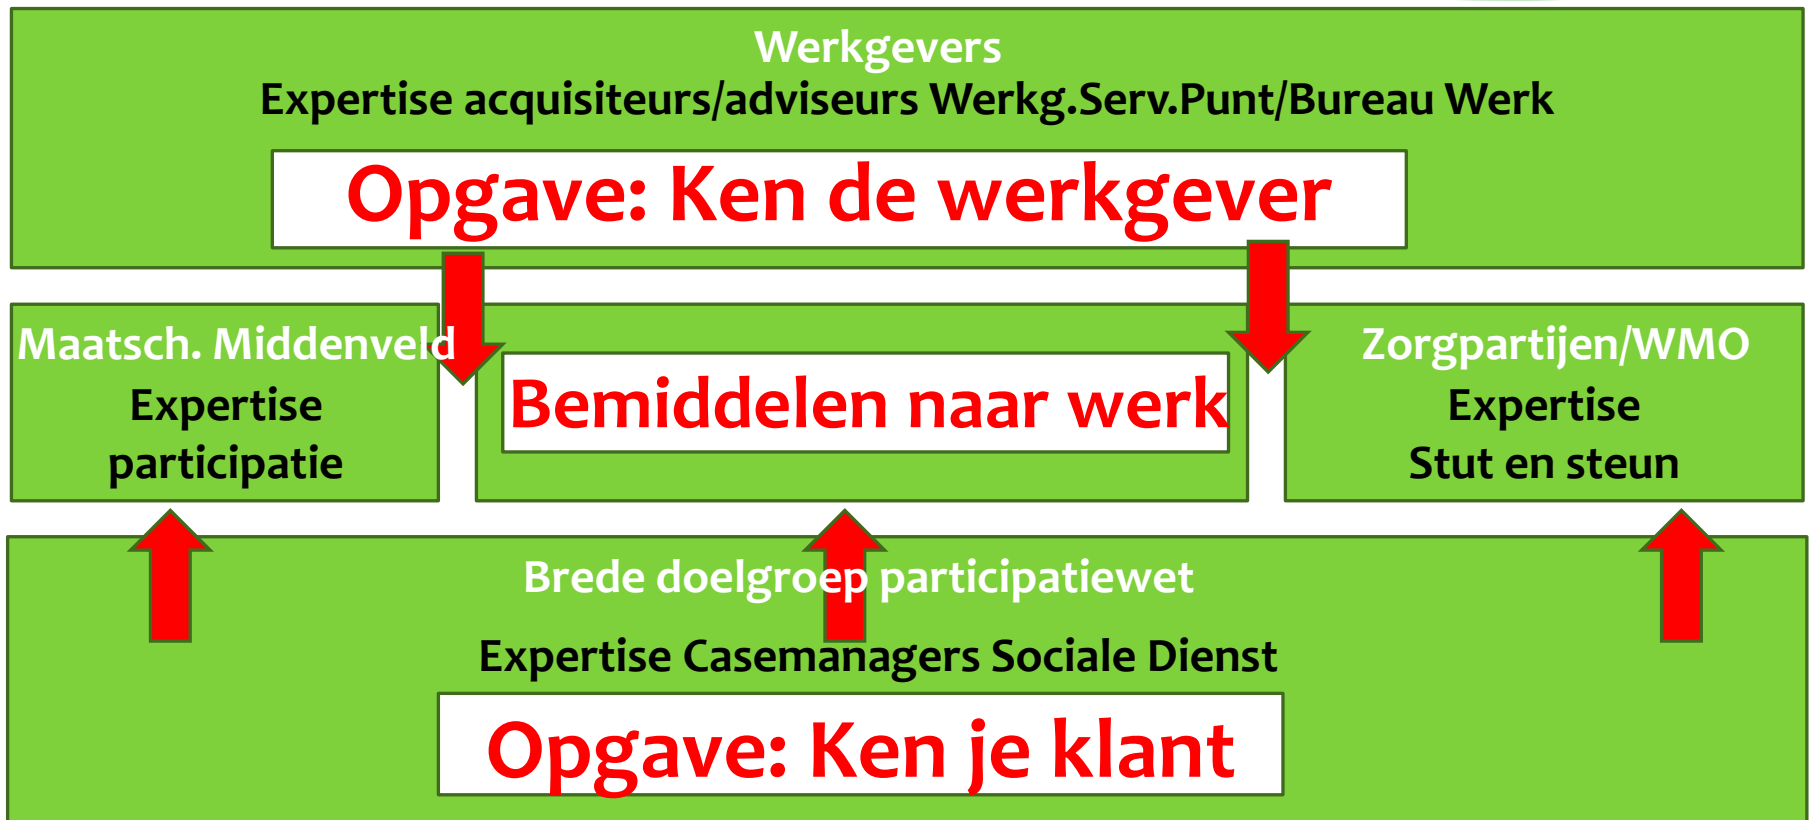 Werkgevers
Expertise acquisiteurs/adviseurs Werkg.Serv.Punt/Bureau Werk
Opgave: Ken de werkgever
Maatsch. Middenveld
Expertise
participatie
Bemiddelen naar werk
Zorgpartijen/WMO
Expertise
Stut en steun
Brede doelgroep participatiewet
Expertise Casemanagers Sociale Dienst
Opgave: Ken je klant